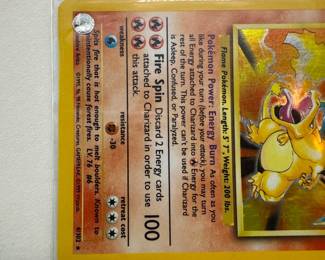 Flame Pokémon. Length: 5' 7", Weight: 200 lbs.
Pokémon Power: Energy Burn As often as you
like during your turn (before your attack), you may turn
all Energy attached to Charizard into Energy for the
rest of the turn. This power can't be used if Charizard
is Asleep, Confused, or Paralyzed.
Fire Spin Discard 2 Energy cards
attached to Charizard in order to use
this attack.
100
weakness
resistance
-30
retreat cost
Spits fire that is hot enough to melt boulders. Known to
unintentionally cause forest fires. LV. 76 #6
4/102